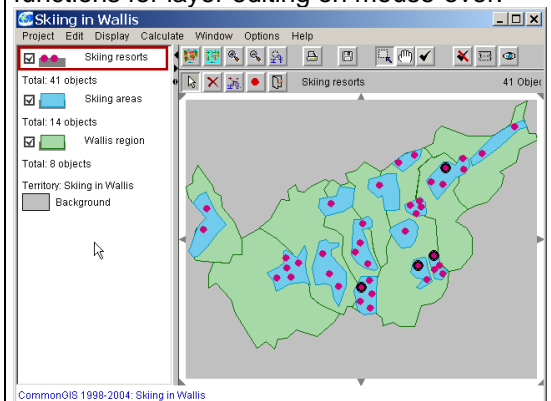 functions for layer editing on mouse-over.
Skiing in Wallis
Project Edit Display Calculate Window Options Help
Skiing resorts
Total: 41 objects
Skiing areas
Total: 14 objects
Wallis region
Total: 8 objects
Territory: Skiing in Wallis
Background
Skiing resorts 41 Objec
CommonGIS 1998-2004: Skiing in Wallis